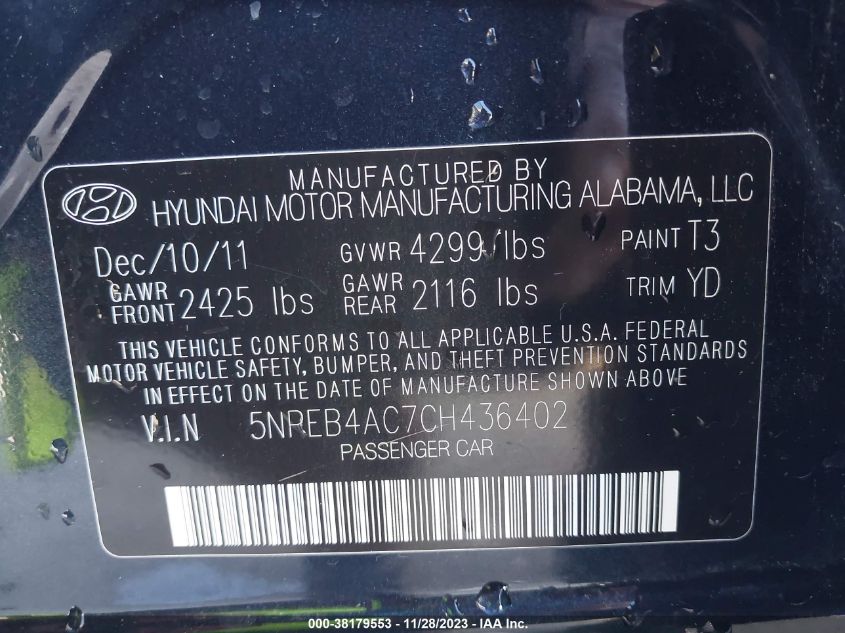 MANUFACTURED BY
HYUNDAI MOTOR MANUFACTURING ALABAMA, LLC
Dec/10/11 GVWR 4299 lbs PAINT T3
GAWR FRONT 2425 lbs GAWR REAR 2116 lbs TRIM YD
THIS VEHICLE CONFORMS TO ALL APPLICABLE U.S.A. FEDERAL
MOTOR VEHICLE SAFETY, BUMPER, AND THEFT PREVENTION STANDARDS
IN EFFECT ON THE DATE OF MANUFACTURE SHOWN ABOVE
V.I.N 5NREB4AC7CH436402
PASSENGER CAR
000-38179553 - 11/28/2023 - IAA Inc.